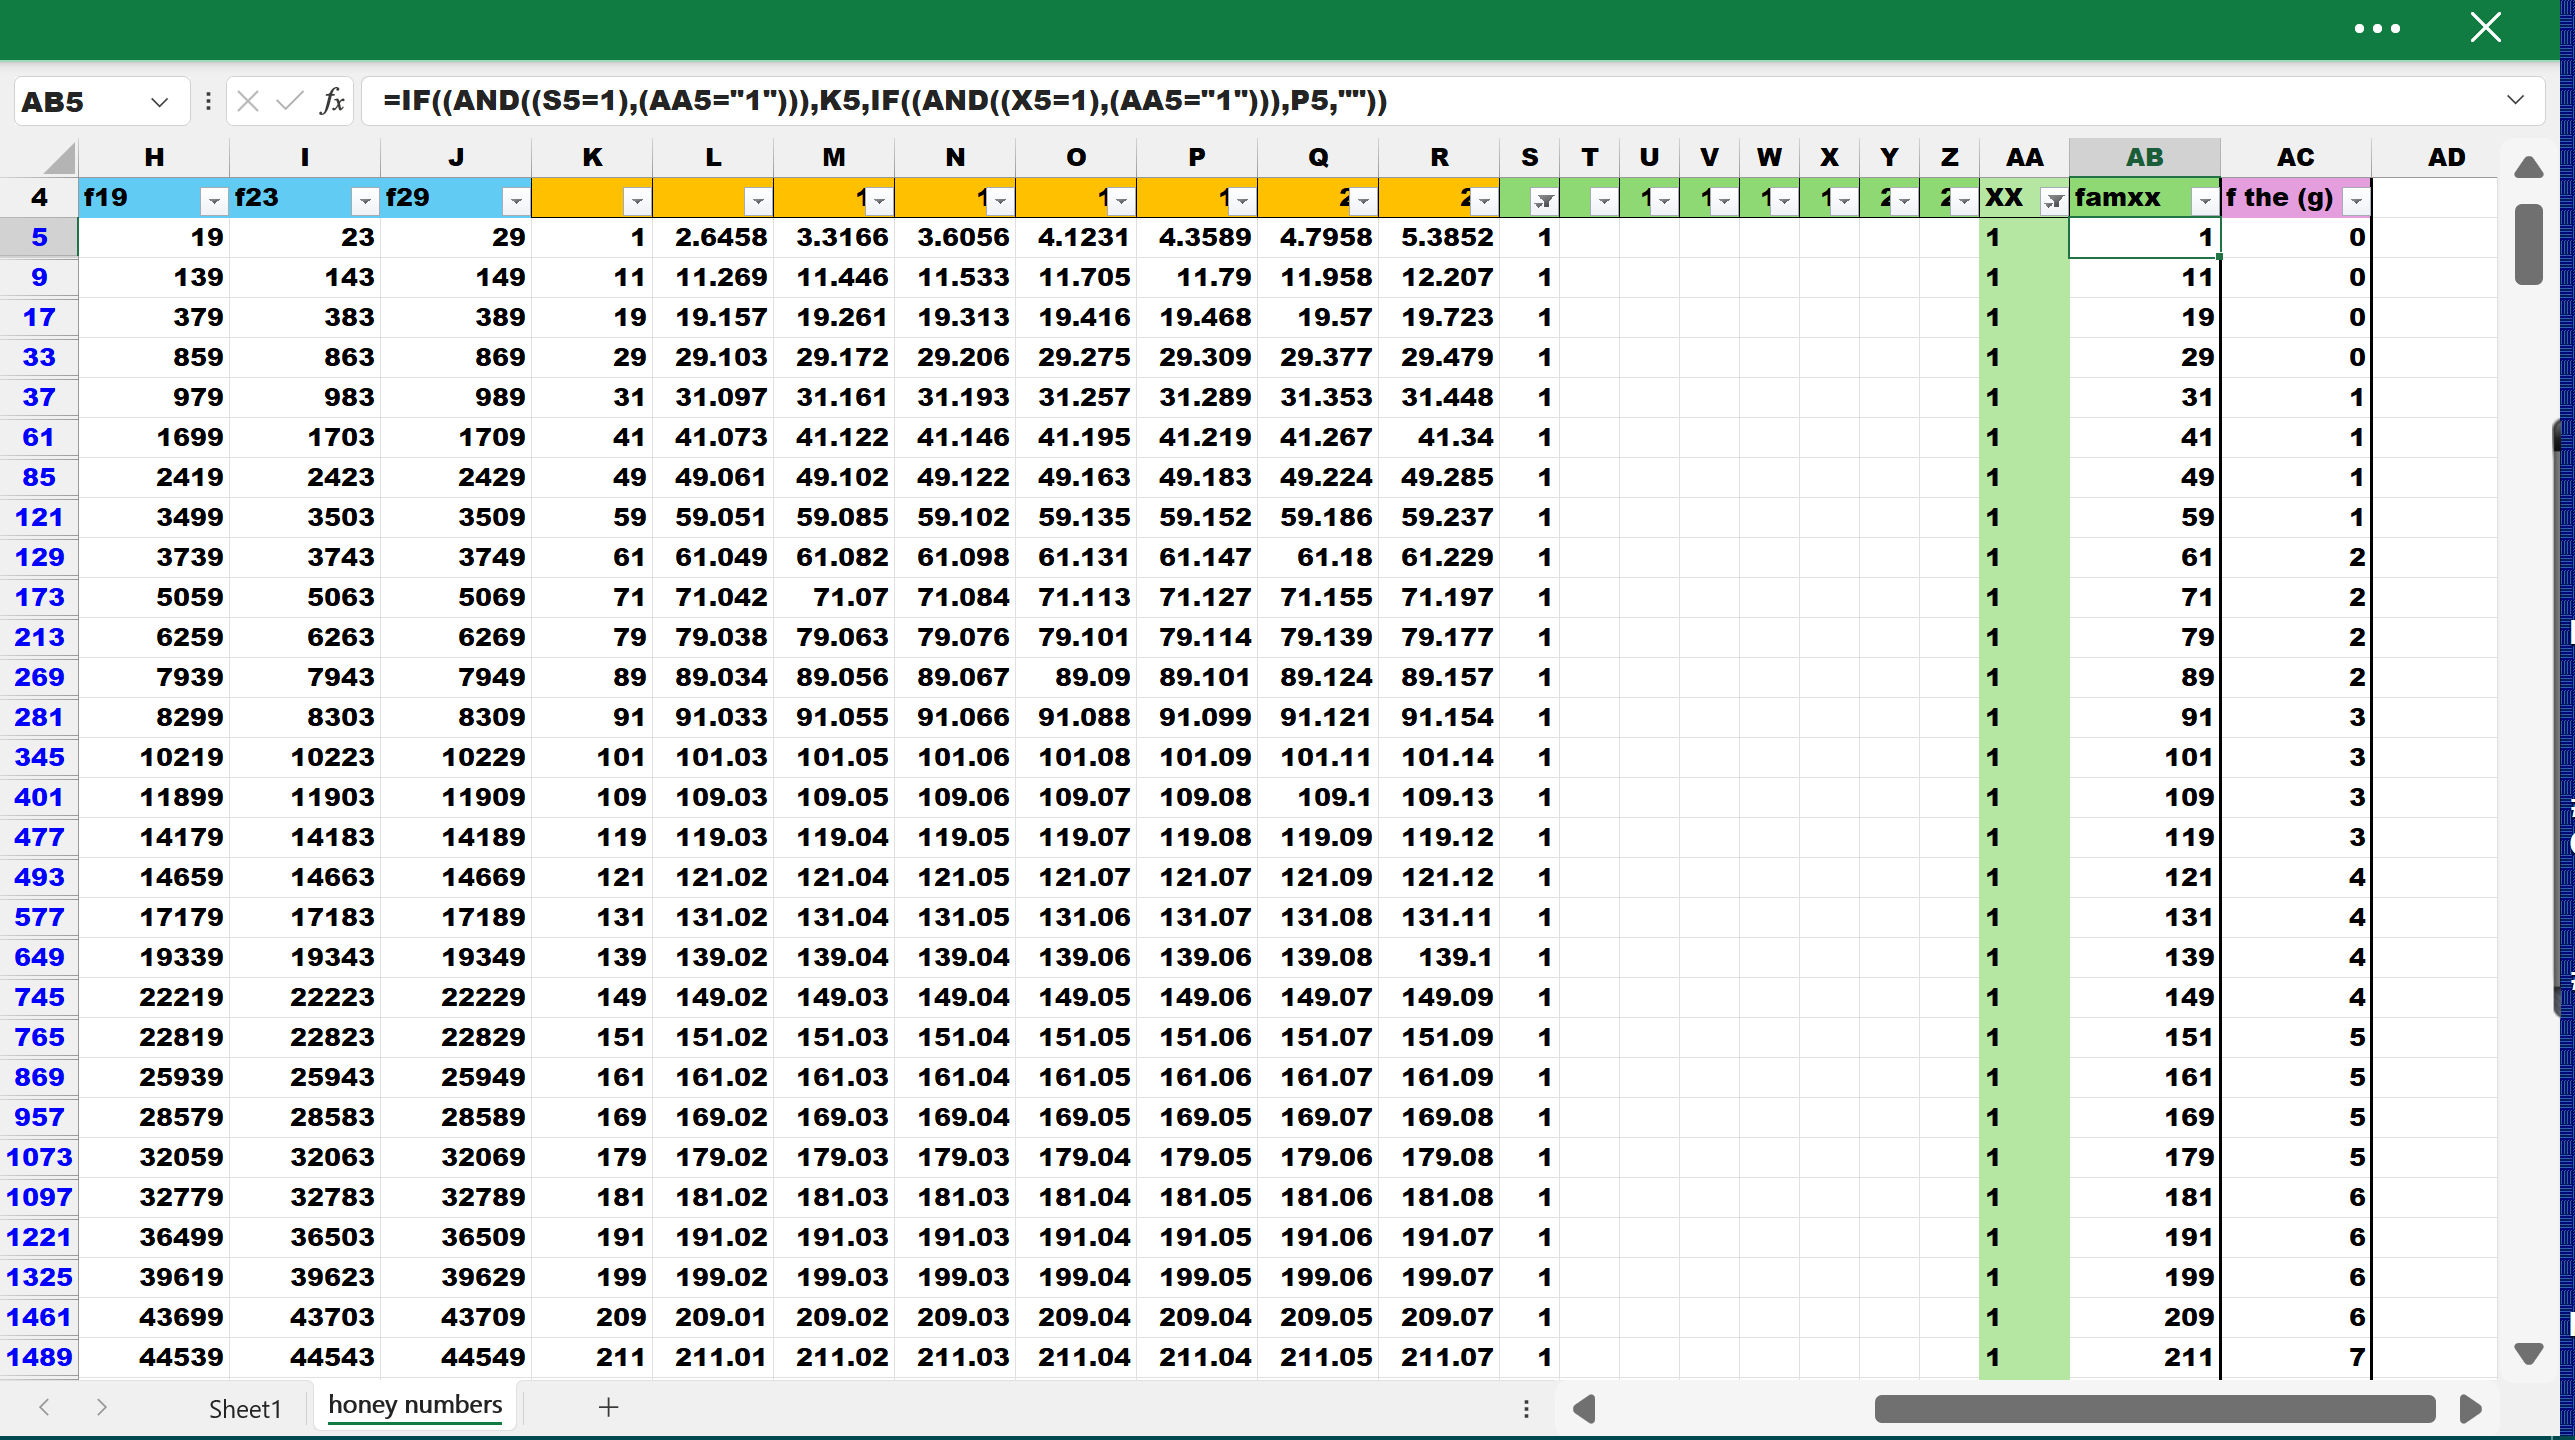 AB5 fx =IF((AND((S5=1),(AA5="1"))),K5,IF((AND((X5=1),(AA5="1"))),P5,""))
H I J K L M N O P Q R S T U V W X Y Z AA AB AC AD
4 f19 f23 f29 1 1 1 1 2 2 1 1 1 1 2 2 XX famxx f the (g)
5 19 23 29 1 2.6458 3.3166 3.6056 4.1231 4.3589 4.7958 5.3852 1 1 1 0
9 139 143 149 11 11.269 11.446 11.533 11.705 11.79 11.958 12.207 1 1 11 0
17 379 383 389 19 19.157 19.261 19.313 19.416 19.468 19.57 19.723 1 1 19 0
33 859 863 869 29 29.103 29.172 29.206 29.275 29.309 29.377 29.479 1 1 29 0
37 979 983 989 31 31.097 31.161 31.193 31.257 31.289 31.353 31.448 1 1 31 1
61 1699 1703 1709 41 41.073 41.122 41.146 41.195 41.219 41.267 41.34 1 1 41 1
85 2419 2423 2429 49 49.061 49.102 49.122 49.163 49.183 49.224 49.285 1 1 49 1
121 3499 3503 3509 59 59.051 59.085 59.102 59.135 59.152 59.186 59.237 1 1 59 1
129 3739 3743 3749 61 61.049 61.082 61.098 61.131 61.147 61.18 61.229 1 1 61 2
173 5059 5063 5069 71 71.042 71.07 71.084 71.113 71.127 71.155 71.197 1 1 71 2
213 6259 6263 6269 79 79.038 79.063 79.076 79.101 79.114 79.139 79.177 1 1 79 2
269 7939 7943 7949 89 89.034 89.056 89.067 89.09 89.101 89.124 89.157 1 1 89 2
281 8299 8303 8309 91 91.033 91.055 91.066 91.088 91.099 91.121 91.154 1 1 91 3
345 10219 10223 10229 101 101.03 101.05 101.06 101.08 101.09 101.11 101.14 1 1 101 3
401 11899 11903 11909 109 109.03 109.05 109.06 109.07 109.08 109.1 109.13 1 1 109 3
477 14179 14183 14189 119 119.03 119.04 119.05 119.07 119.08 119.09 119.12 1 1 119 3
493 14659 14663 14669 121 121.02 121.04 121.05 121.07 121.07 121.09 121.12 1 1 121 4
577 17179 17183 17189 131 131.02 131.04 131.05 131.06 131.07 131.08 131.11 1 1 131 4
649 19339 19343 19349 139 139.02 139.04 139.04 139.06 139.06 139.08 139.1 1 1 139 4
745 22219 22223 22229 149 149.02 149.03 149.04 149.05 149.06 149.07 149.09 1 1 149 4
765 22819 22823 22829 151 151.02 151.03 151.04 151.05 151.06 151.07 151.09 1 1 151 5
869 25939 25943 25949 161 161.02 161.03 161.04 161.05 161.06 161.07 161.09 1 1 161 5
957 28579 28583 28589 169 169.02 169.03 169.04 169.05 169.05 169.07 169.08 1 1 169 5
1073 32059 32063 32069 179 179.02 179.03 179.03 179.04 179.05 179.06 179.08 1 1 179 5
1097 32779 32783 32789 181 181.02 181.03 181.03 181.04 181.05 181.06 181.08 1 1 181 6
1221 36499 36503 36509 191 191.02 191.03 191.03 191.04 191.05 191.06 191.07 1 1 191 6
1325 39619 39623 39629 199 199.02 199.03 199.03 199.04 199.05 199.06 199.07 1 1 199 6
1461 43699 43703 43709 209 209.01 209.02 209.03 209.04 209.04 209.05 209.07 1 1 209 6
1489 44539 44543 44549 211 211.01 211.02 211.03 211.04 211.04 211.05 211.07 1 1 211 7
Sheet1 honey numbers +